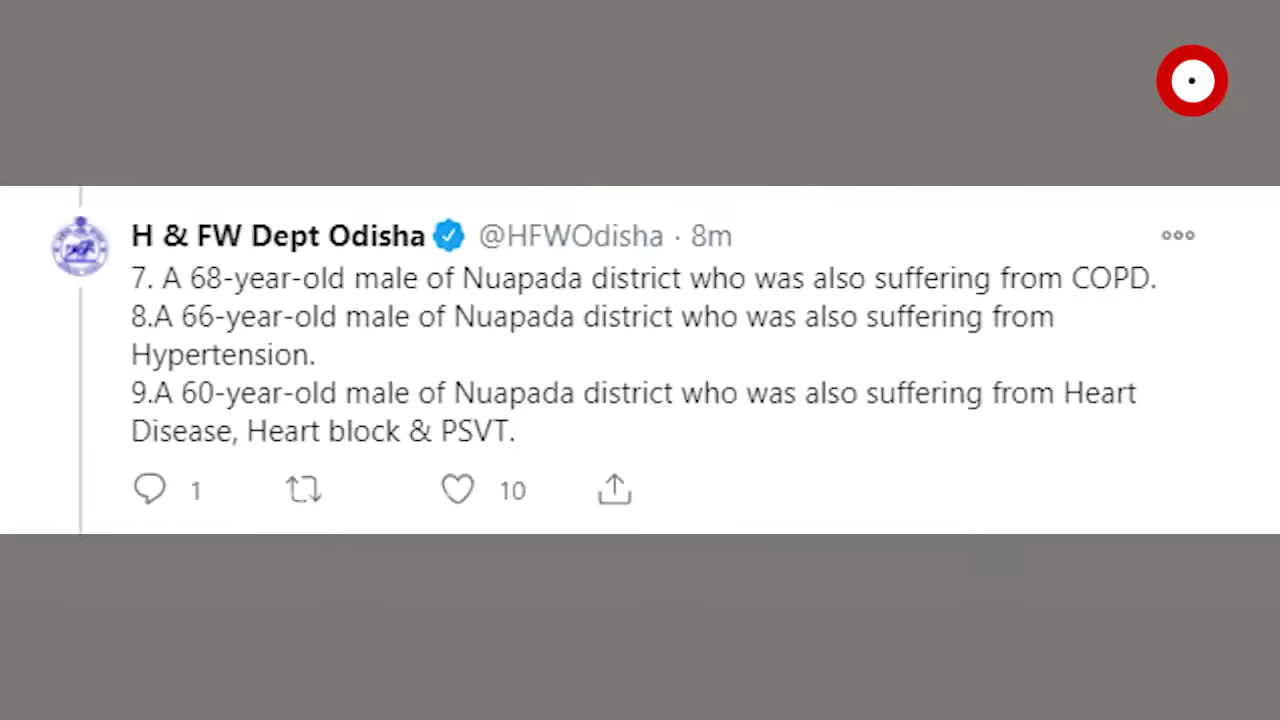 H & FW Dept Odisha @HFWOdisha · 8m
7. A 68-year-old male of Nuapada district who was also suffering from COPD.
8.A 66-year-old male of Nuapada district who was also suffering from
Hypertension.
9.A 60-year-old male of Nuapada district who was also suffering from Heart
Disease, Heart block & PSVT.
1 10